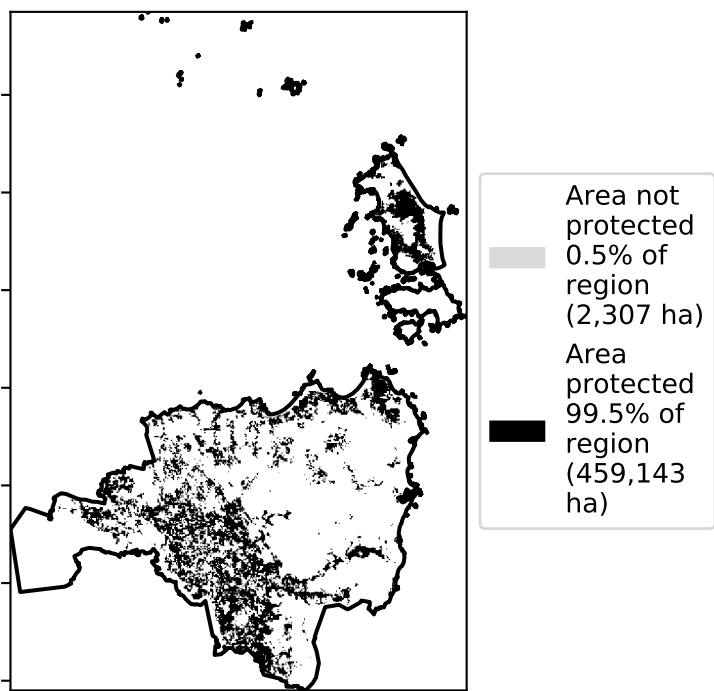 Area not
protected
0.5% of
region
(2,307 ha)
Area
protected
99.5% of
region
(459,143
ha)